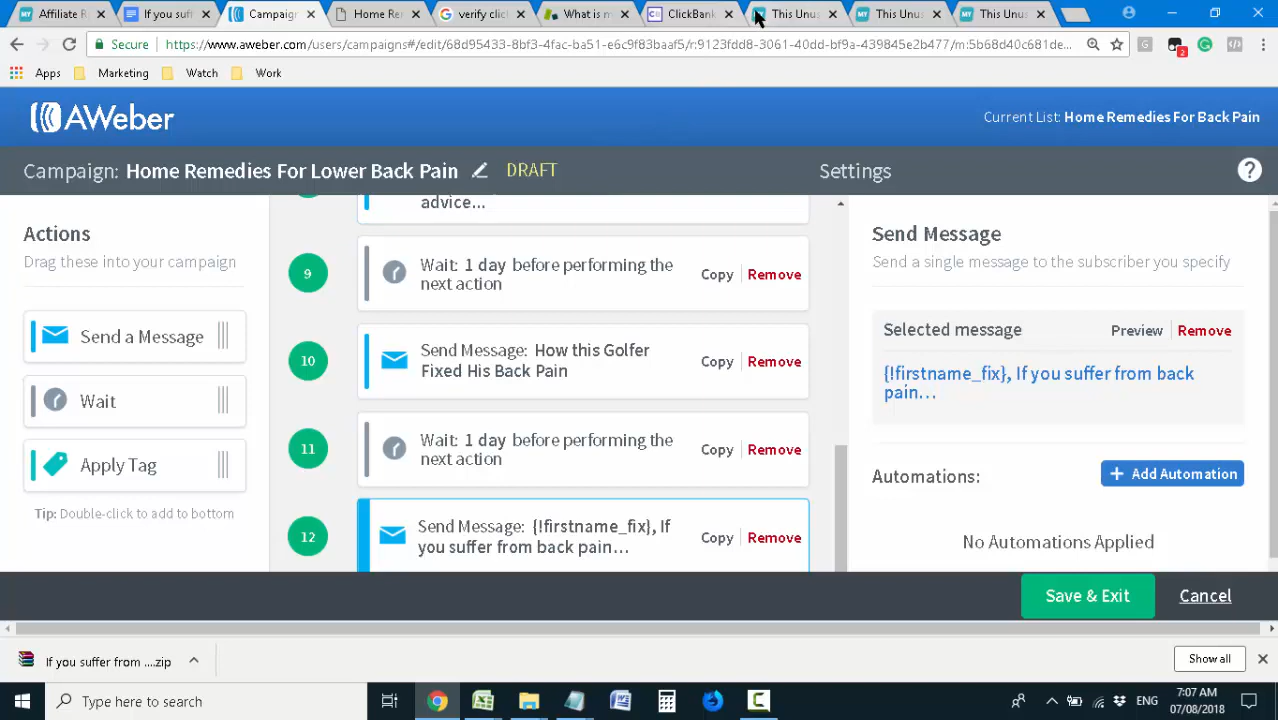 Affiliate R
If you suff
Campaign
Home Re
verify click
What is m
ClickBank
This Unus
This Unus
This Unus
Secure
https://www.aweber.com/users/campaigns#/edit/68d95433-8bf3-4fac-ba51-e6c9f83baaf5/r:9123fdd8-3061-40dd-bf9a-439845e2b477/m:5b68d40c681de...
2
Apps
Marketing
Watch
Work
AWeber
Current List: Home Remedies For Back Pain
Campaign: Home Remedies For Lower Back Pain
DRAFT
Settings
?
Actions
Drag these into your campaign
Send a Message
Wait
Apply Tag
Tip: Double-click to add to bottom
advice...
9
Wait: 1 day before performing the
next action
Copy
Remove
10
Send Message: How this Golfer
Fixed His Back Pain
Copy
Remove
11
Wait: 1 day before performing the
next action
Copy
Remove
12
Send Message: {!firstname_fix}, If
you suffer from back pain...
Copy
Remove
Send Message
Send a single message to the subscriber you specify
Selected message
Preview
Remove
{!firstname_fix}, If you suffer from back
pain...
Automations:
+ Add Automation
No Automations Applied
Save & Exit
Cancel
If you suffer from ....zip
Show all
Type here to search
ENG
7:07 AM
07/08/2018